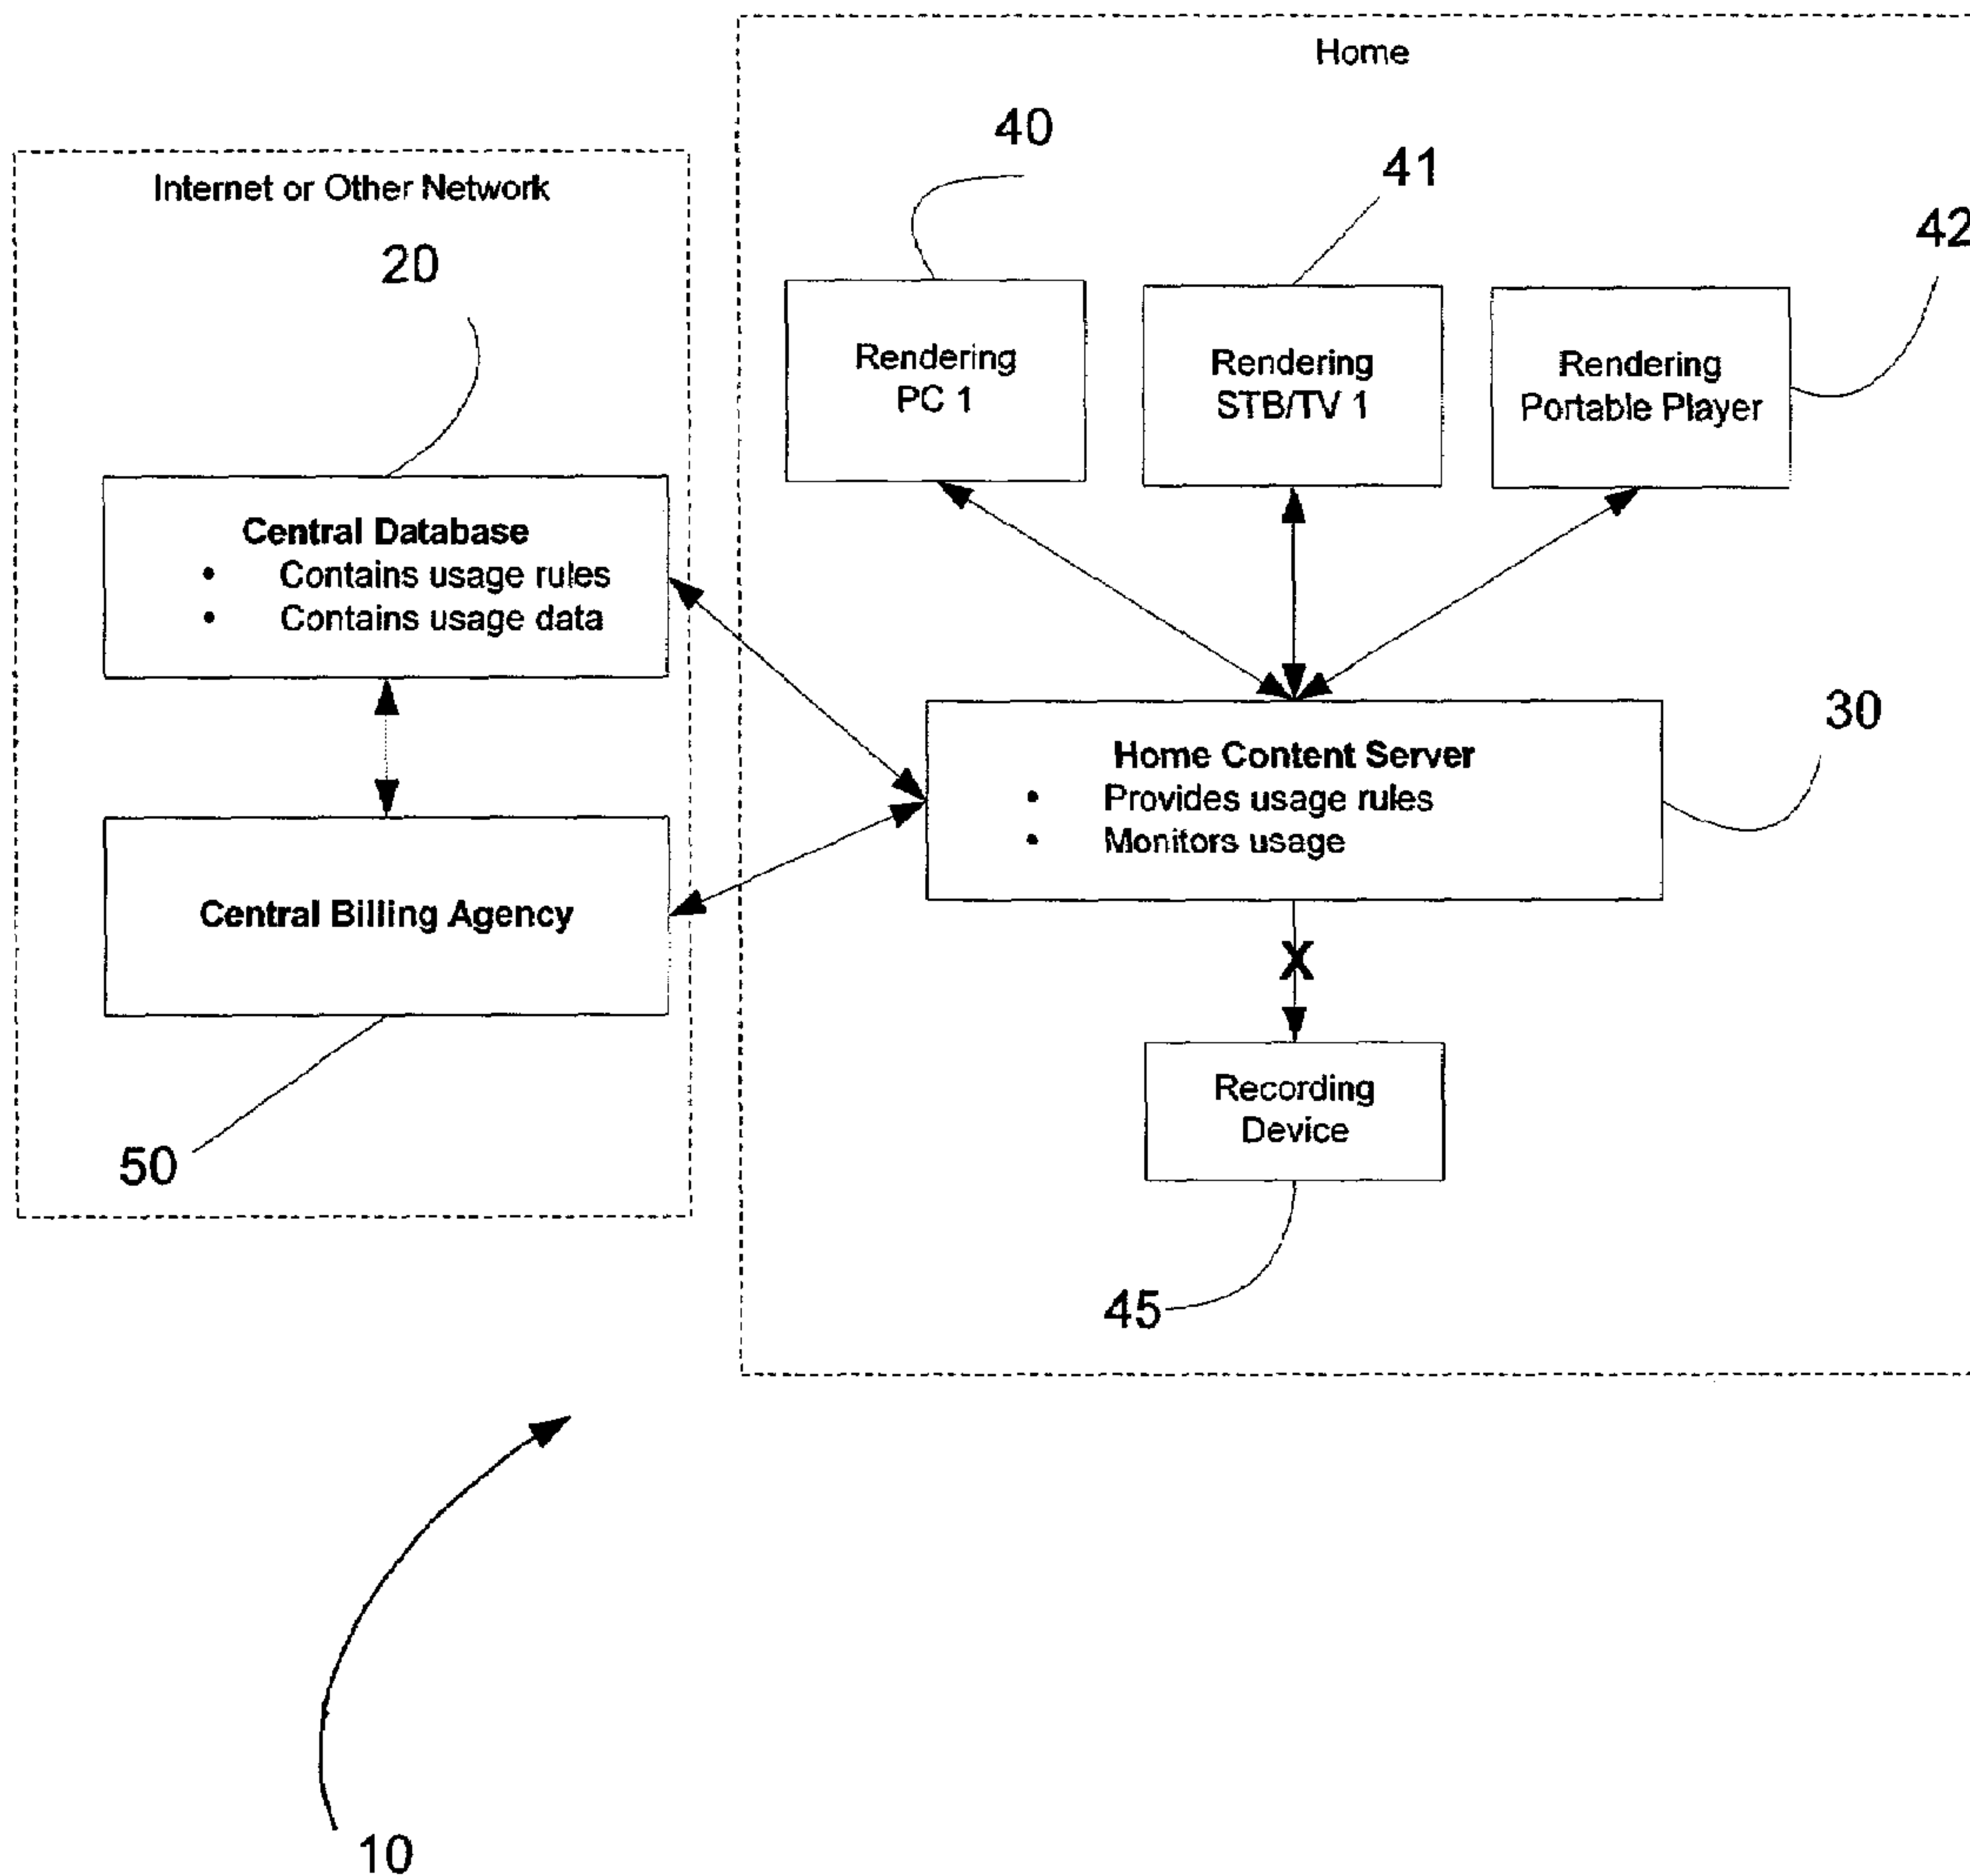 Home
40
41
42
Internet or Other Network
20
Rendering
PC 1
Rendering
STB/TV 1
Rendering
Portable Player
Central Database
• Contains usage rules
• Contains usage data
30
Home Content Server
• Provides usage rules
• Monitors usage
Central Billing Agency
X
50
Recording
Device
45
10